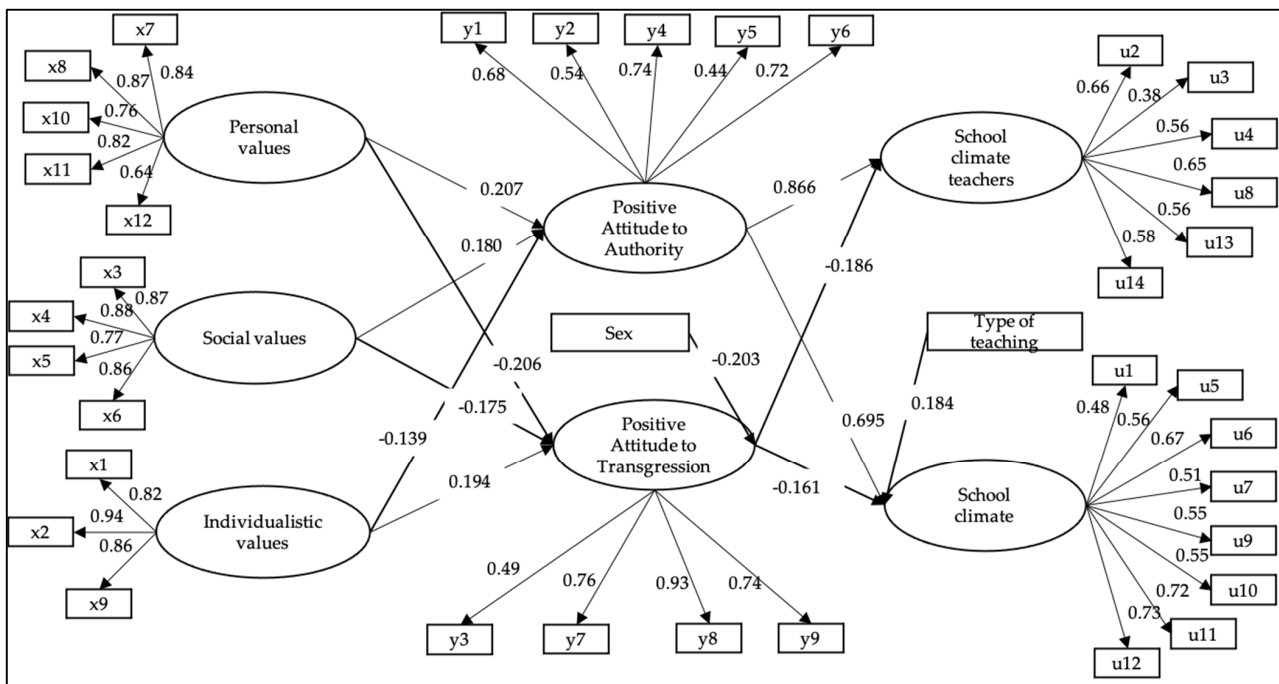 x7
x8
0.87
0.84
x10
0.76
x11
0.82
0.64
x12
Personal
values
y1
y2
y4
y5
y6
0.68
0.54
0.74
0.44
0.72
u2
u3
u4
u8
u13
u14
0.66
0.38
0.56
0.65
0.56
0.58
School
climate
teachers
0.207
0.180
Positive
Attitude to
Authority
0.866
-0.186
x3
x4
x5
x6
0.87
0.88
0.77
0.86
Social values
Sex
-0.203
-0.206
-0.175
-0.139
Type of
teaching
0.184
0.695
x1
x2
x9
0.82
0.94
0.86
Individualistic
values
0.194
Positive
Attitude to
Transgression
-0.161
School
climate
u1
u5
u6
u7
u9
u10
u11
u12
0.48
0.56
0.67
0.51
0.55
0.55
0.72
0.73
0.49
0.76
0.93
0.74
y3
y7
y8
y9